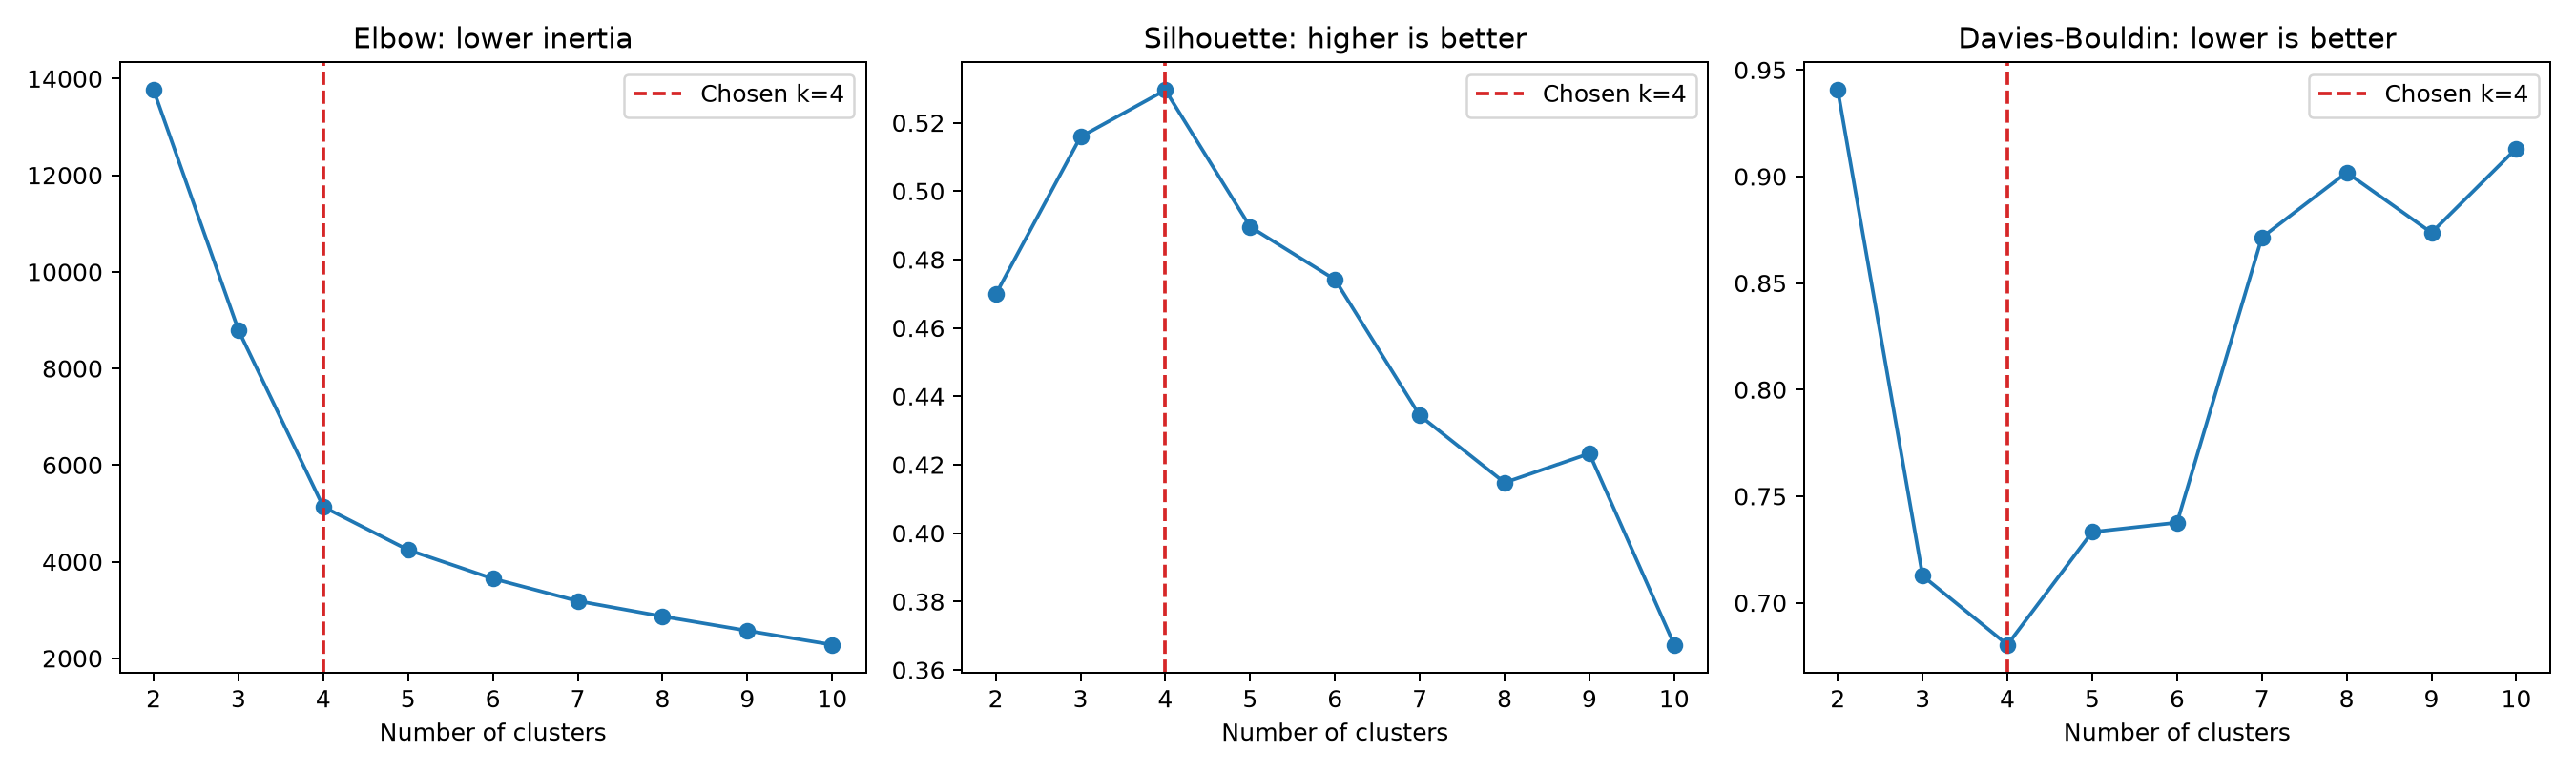 Elbow: lower inertia
14000
12000
10000
8000
6000
4000
2000
Chosen k=4
2 3 4 5 6 7 8 9 10
Number of clusters
Silhouette: higher is better
0.52
0.50
0.48
0.46
0.44
0.42
0.40
0.38
0.36
Chosen k=4
2 3 4 5 6 7 8 9 10
Number of clusters
Davies-Bouldin: lower is better
0.95
0.90
0.85
0.80
0.75
0.70
Chosen k=4
2 3 4 5 6 7 8 9 10
Number of clusters